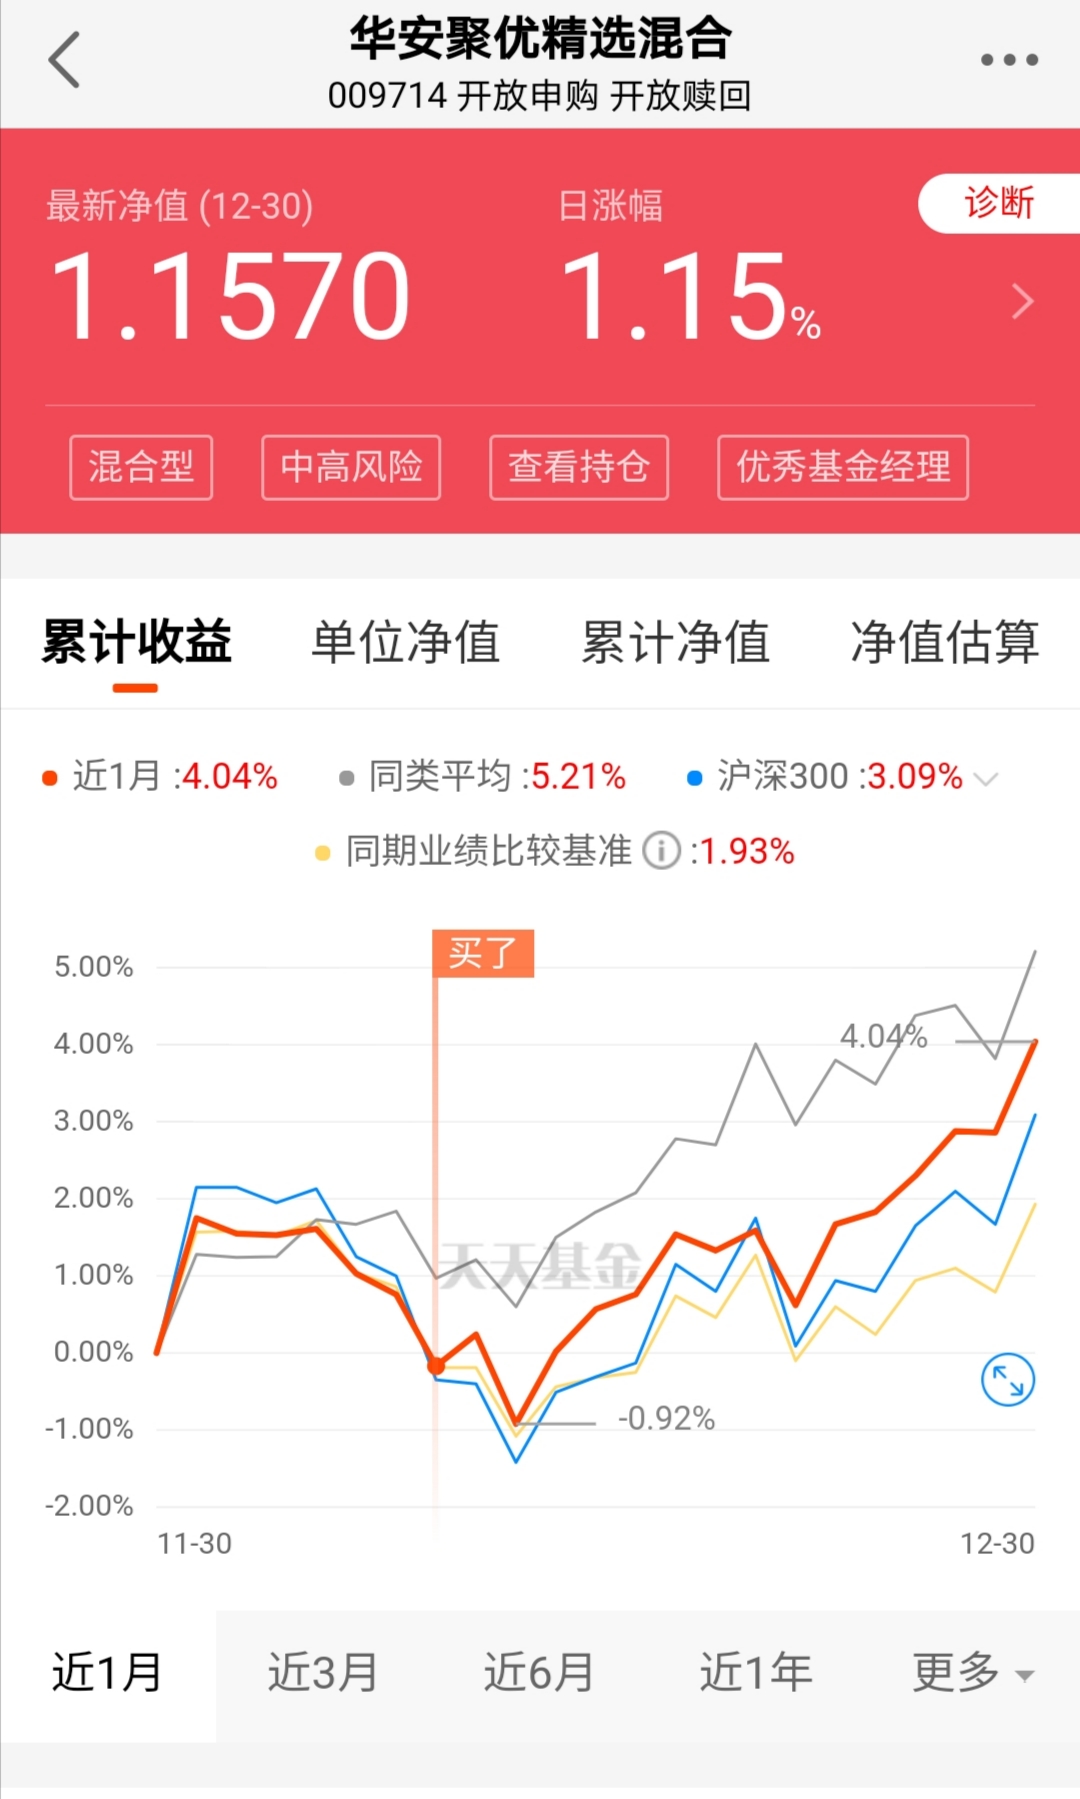 华安聚优精选混合
009714 开放申购 开放赎回
最新净值 (12-30)
日涨幅
诊断
1.1570
1.15%
混合型
中高风险
查看持仓
优秀基金经理
累计收益
单位净值
累计净值
净值估算
近1月 :4.04%
同类平均 :5.21%
沪深300 :3.09%
同期业绩比较基准 i :1.93%
买了
5.00%
4.00%
4.04%
3.00%
2.00%
1.00%
天天基金
0.00%
-0.92%
-1.00%
-2.00%
11-30
12-30
近1月
近3月
近6月
近1年
更多